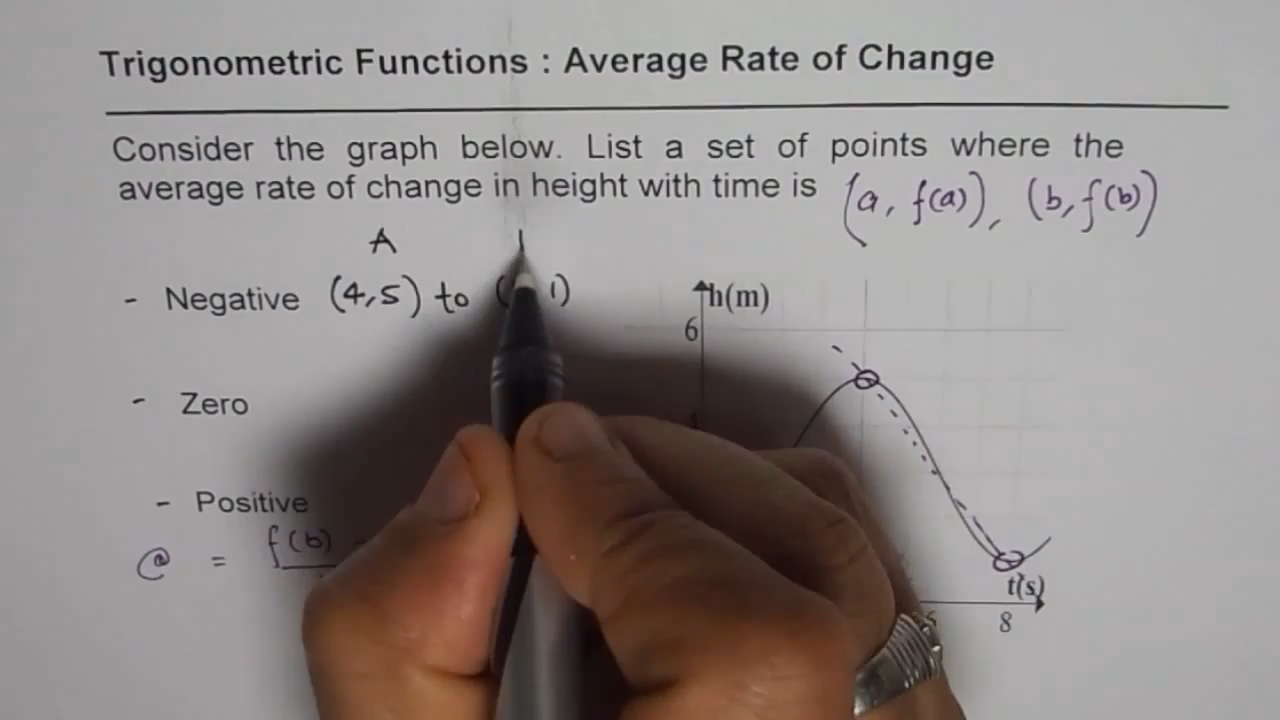 Trigonometric Functions : Average Rate of Change
Consider the graph below. List a set of points where the
average rate of change in height with time is (a, f(a)), (b, f(b))
A
- Negative (4,5) to ( 1)
- Zero
- Positive
@ = f(b)
h(m)
6
t(s)
8